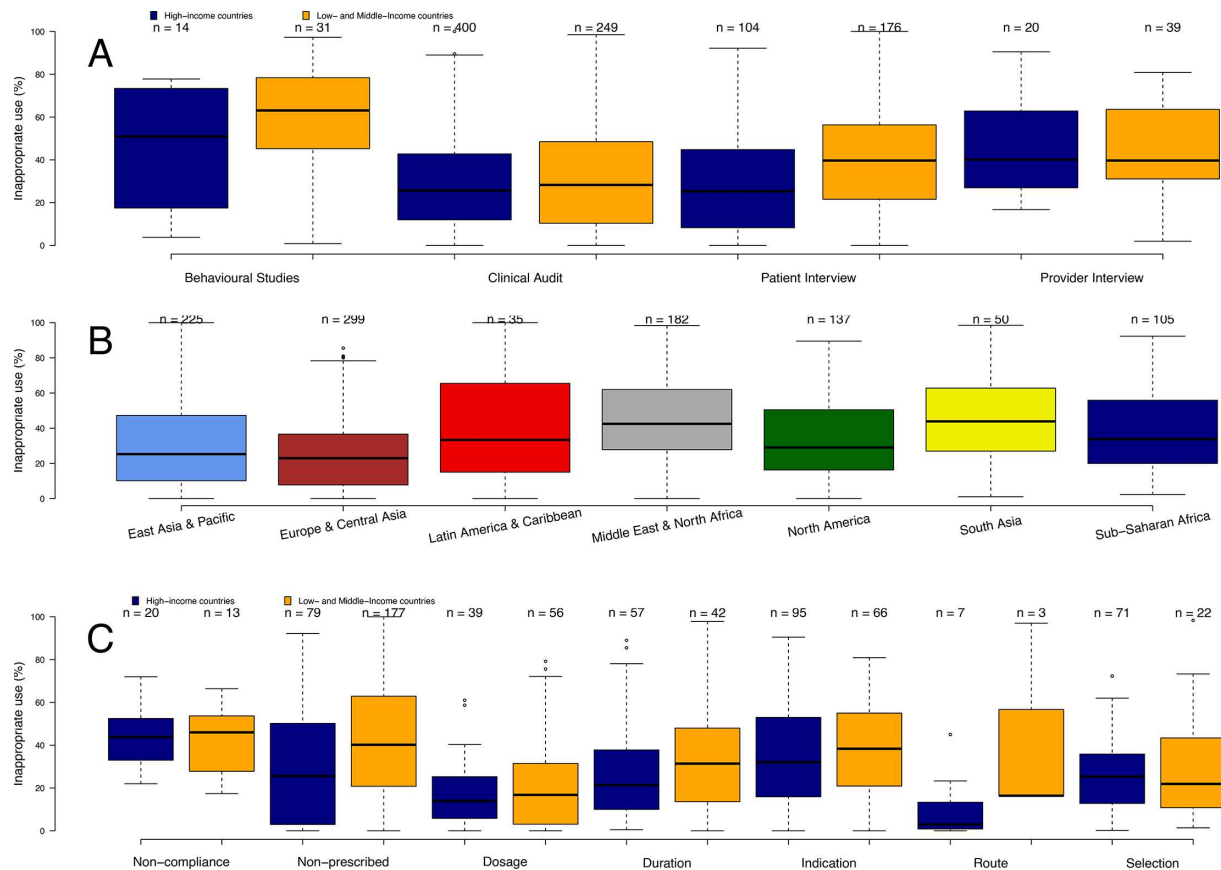 High-income countries Low- and Middle-Income countries
n = 14 n = 31 n = 400 n = 249 n = 104 n = 176 n = 20 n = 39
A
Inappropriate use (%)
100
80
60
40
20
0
Behavioural Studies Clinical Audit Patient Interview Provider Interview
n = 225 n = 299 n = 35 n = 182 n = 137 n = 50 n = 105
B
Inappropriate use (%)
100
80
60
40
20
0
East Asia & Pacific Europe & Central Asia Latin America & Caribbean Middle East & North Africa North America South Asia Sub-Saharan Africa
High-income countries Low- and Middle-Income countries
n = 20 n = 13 n = 79 n = 177 n = 39 n = 56 n = 57 n = 42 n = 95 n = 66 n = 7 n = 3 n = 71 n = 22
C
Inappropriate use (%)
100
80
60
40
20
0
Non-compliance Non-prescribed Dosage Duration Indication Route Selection